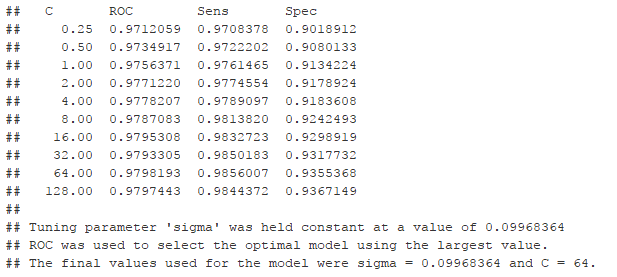 ## C ROC Sens Spec
## 0.25 0.9712059 0.9708378 0.9018912
## 0.50 0.9734917 0.9722202 0.9080133
## 1.00 0.9756371 0.9761465 0.9134224
## 2.00 0.9771220 0.9774554 0.9178924
## 4.00 0.9778207 0.9789097 0.9183608
## 8.00 0.9787083 0.9813820 0.9242493
## 16.00 0.9795308 0.9832723 0.9298919
## 32.00 0.9793305 0.9850183 0.9317732
## 64.00 0.9798193 0.9856007 0.9355368
## 128.00 0.9797443 0.9844372 0.9367149
##
## Tuning parameter 'sigma' was held constant at a value of 0.09968364
## ROC was used to select the optimal model using the largest value.
## The final values used for the model were sigma = 0.09968364 and C = 64.